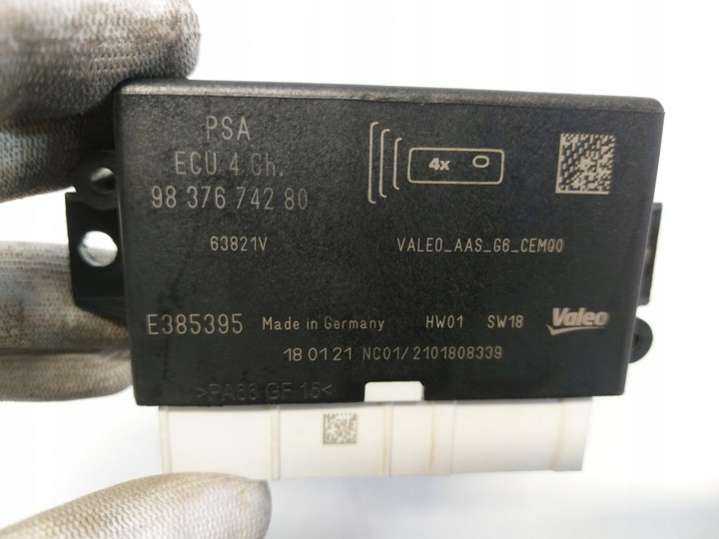 PSA
ECU 4 Ch.
98 376 742 80
4x
63821V
VALEO_AAS_G6_CEM00
E385395 Made in Germany HW01 SW18 Valeo
18 01 21 NC01/2101808339
>PA66 GF 15<